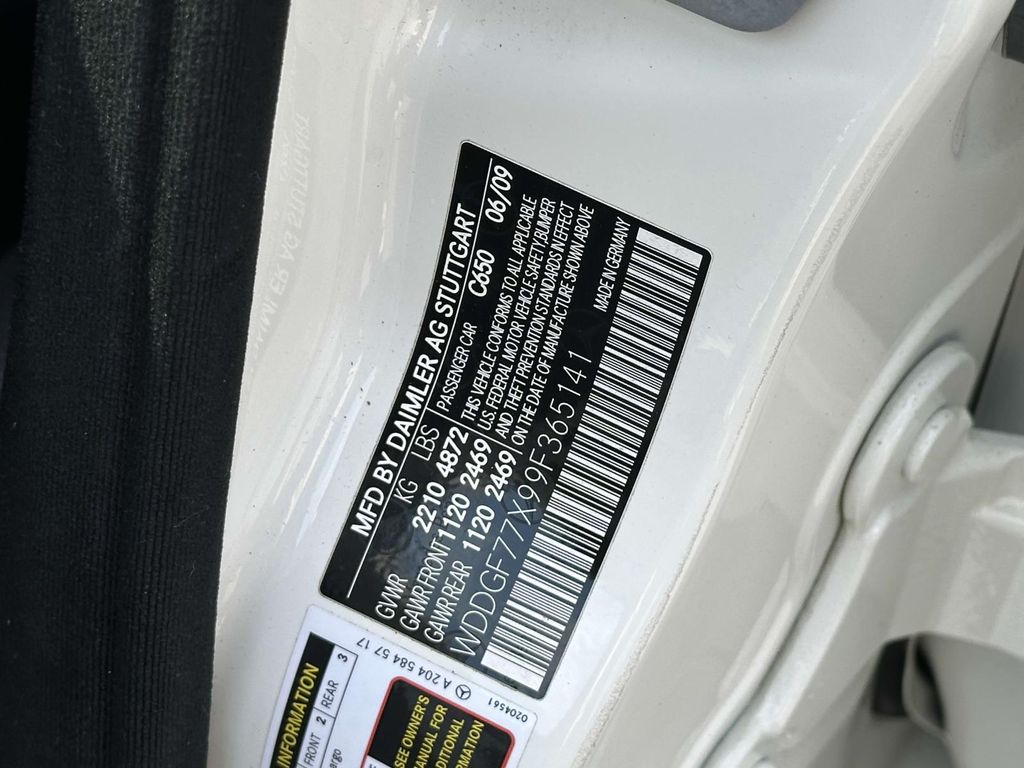 MFD BY DAIMLER AG STUTTGART
KG LBS
GVWR 2210 4872
GAWR FRONT 1120 2469
GAWR REAR 1120 2469
PASSENGER CAR C650 06/09
THIS VEHICLE CONFORMS TO ALL APPLICABLE
U.S. FEDERAL MOTOR VEHICLE SAFETY, BUMPER
AND THEFT PREVENTION STANDARDS IN EFFECT
ON THE DATE OF MANUFACTURE SHOWN ABOVE
WDDGF77X99F365141
MADE IN GERMANY
INFORMATION
FRONT 2 REAR 3
SEE OWNER'S
MANUAL FOR
A 204 584 57 17
0204561